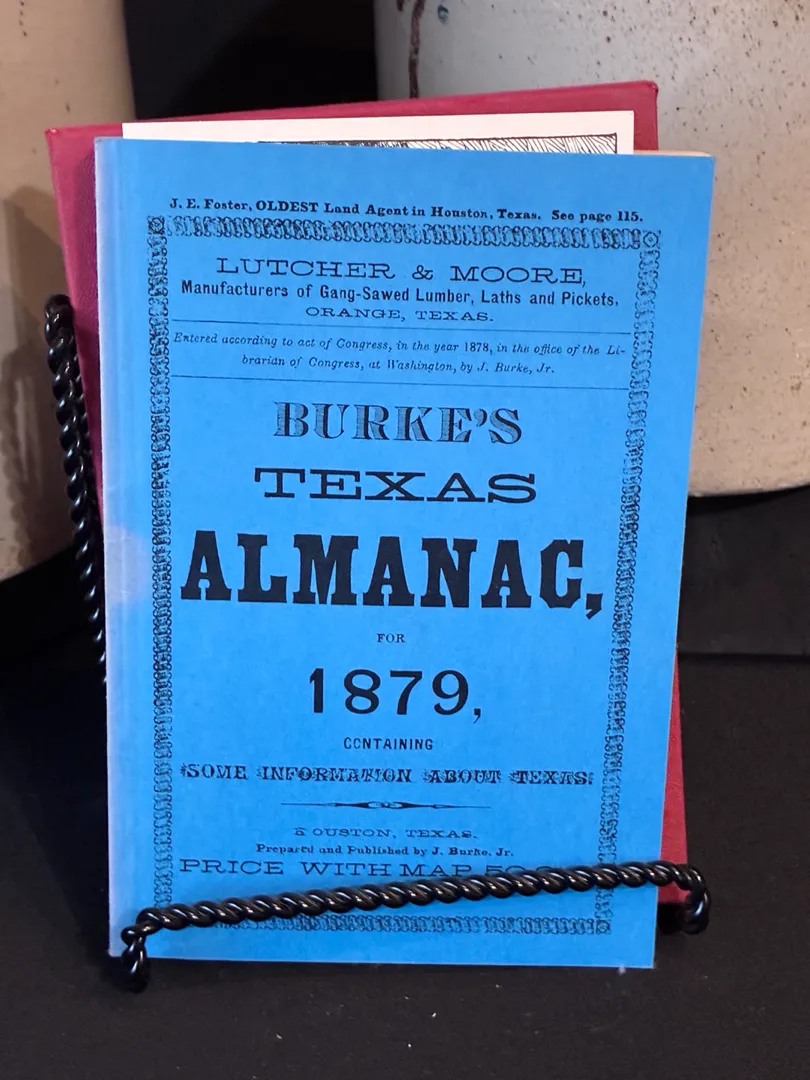 J. E. Foster, OLDEST Land Agent in Houston, Texas. See page 115.
LUTCHER & MOORE,
Manufacturers of Gang-Sawed Lumber, Laths and Pickets,
ORANGE, TEXAS.
Entered according to act of Congress, in the year 1878, in the office of the Li-
brarian of Congress, at Washington, by J. Burke, Jr.
BURKE'S
TEXAS
ALMANAC,
FOR
1879,
CONTAINING
SOME INFORMATION ABOUT TEXAS.
HOUSTON, TEXAS.
Prepared and Published by J. Burke, Jr.
PRICE WITH MAP